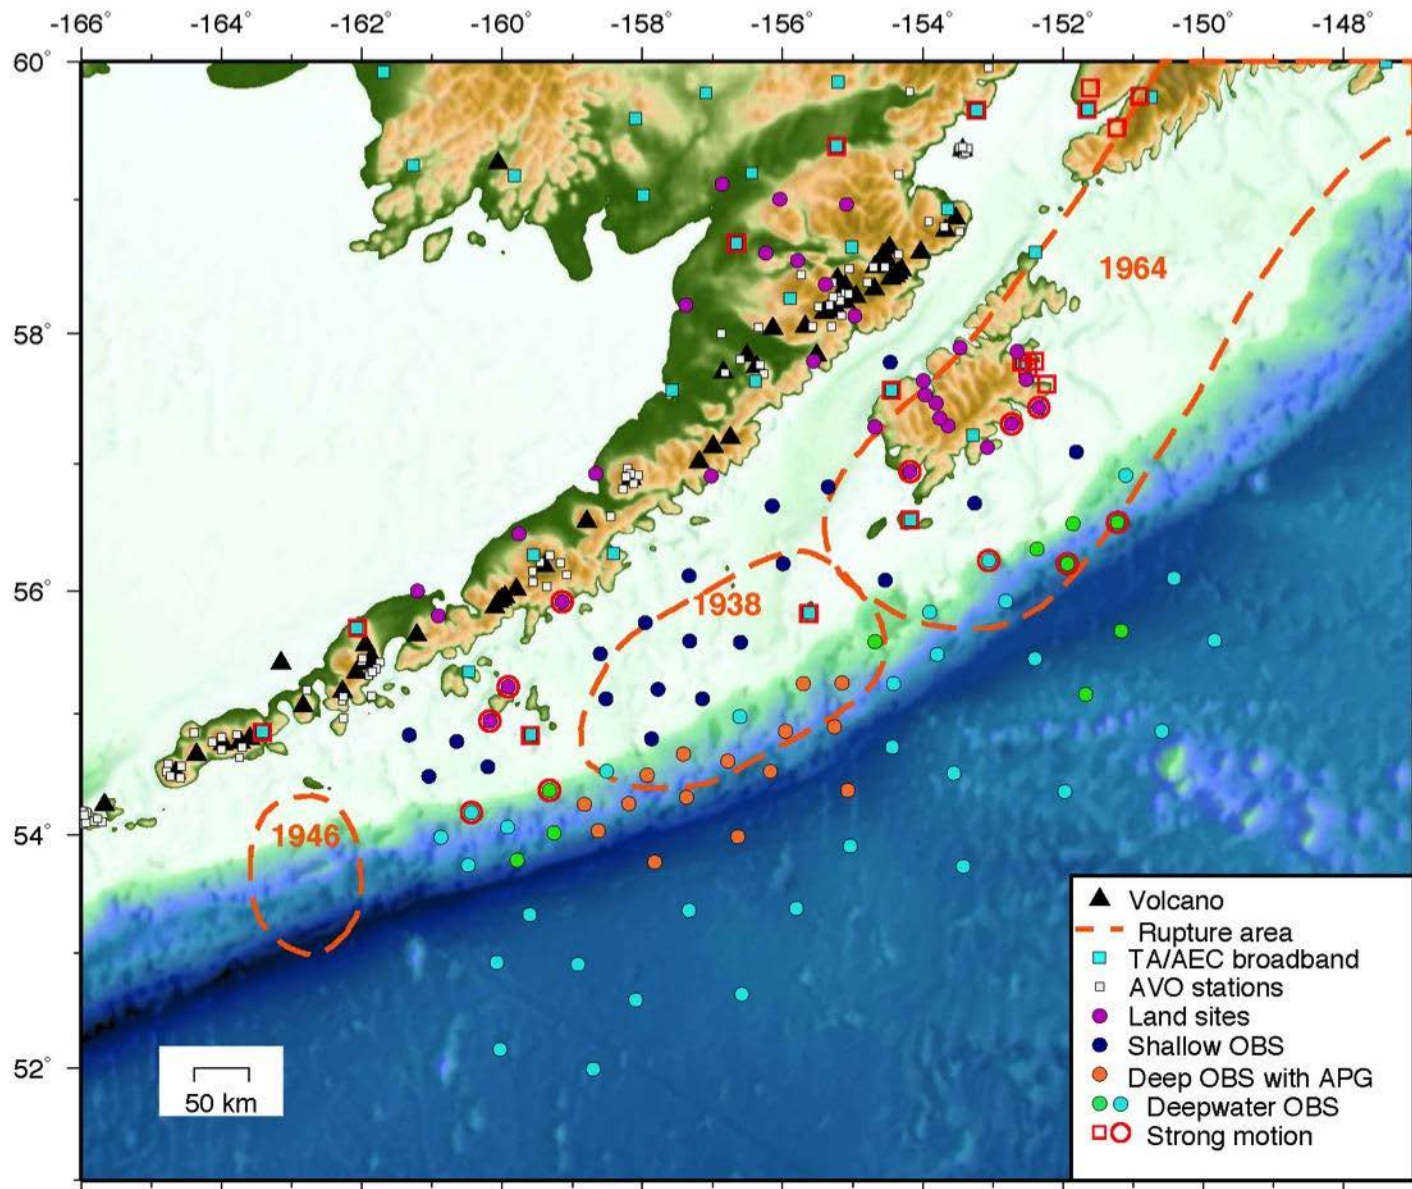 -166° -164° -162° -160° -158° -156° -154° -152° -150° -148°
60°
1964
58°
56°
1938
54°
1946
Volcano
Rupture area
TA/AEC broadband
AVO stations
Land sites
52°
Shallow OBS
Deep OBS with APG
50 km
Deepwater OBS
Strong motion